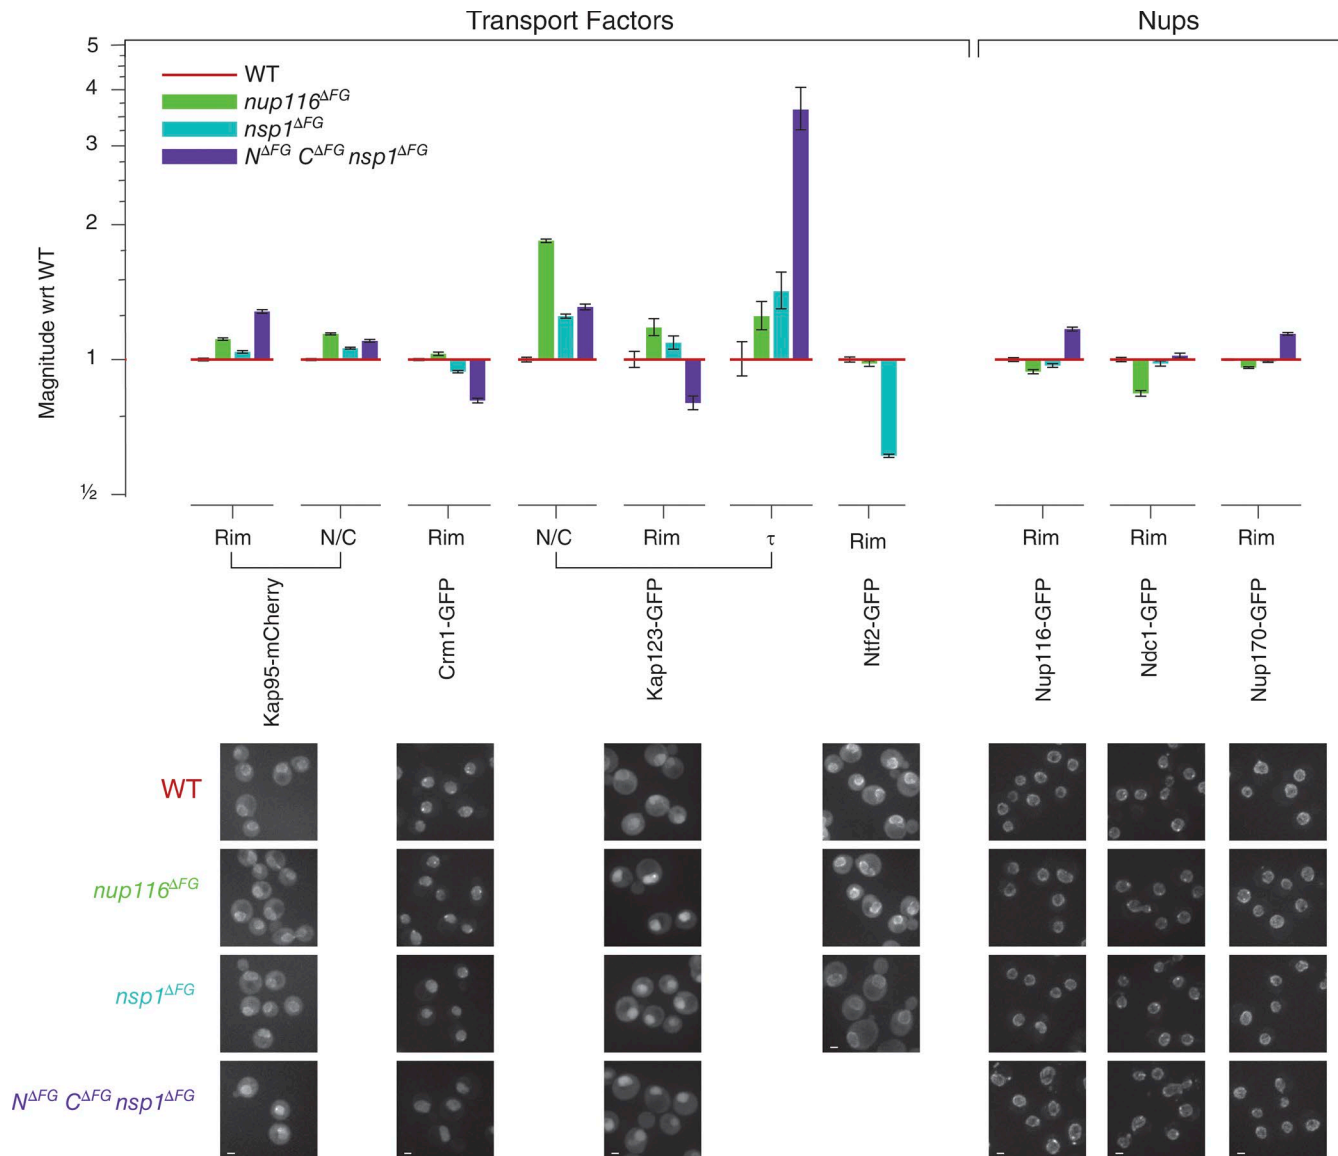 Transport Factors
Nups
5
4
3
2
1
½
Magnitude wrt WT
WT
nup116ΔFG
nsp1ΔFG
NΔFG CΔFG nsp1ΔFG
Rim
N/C
Rim
N/C
Rim
τ
Rim
Rim
Rim
Rim
Kap95-mCherry
Crm1-GFP
Kap123-GFP
Ntf2-GFP
Nup116-GFP
Ndc1-GFP
Nup170-GFP
WT
nup116ΔFG
nsp1ΔFG
NΔFG CΔFG nsp1ΔFG